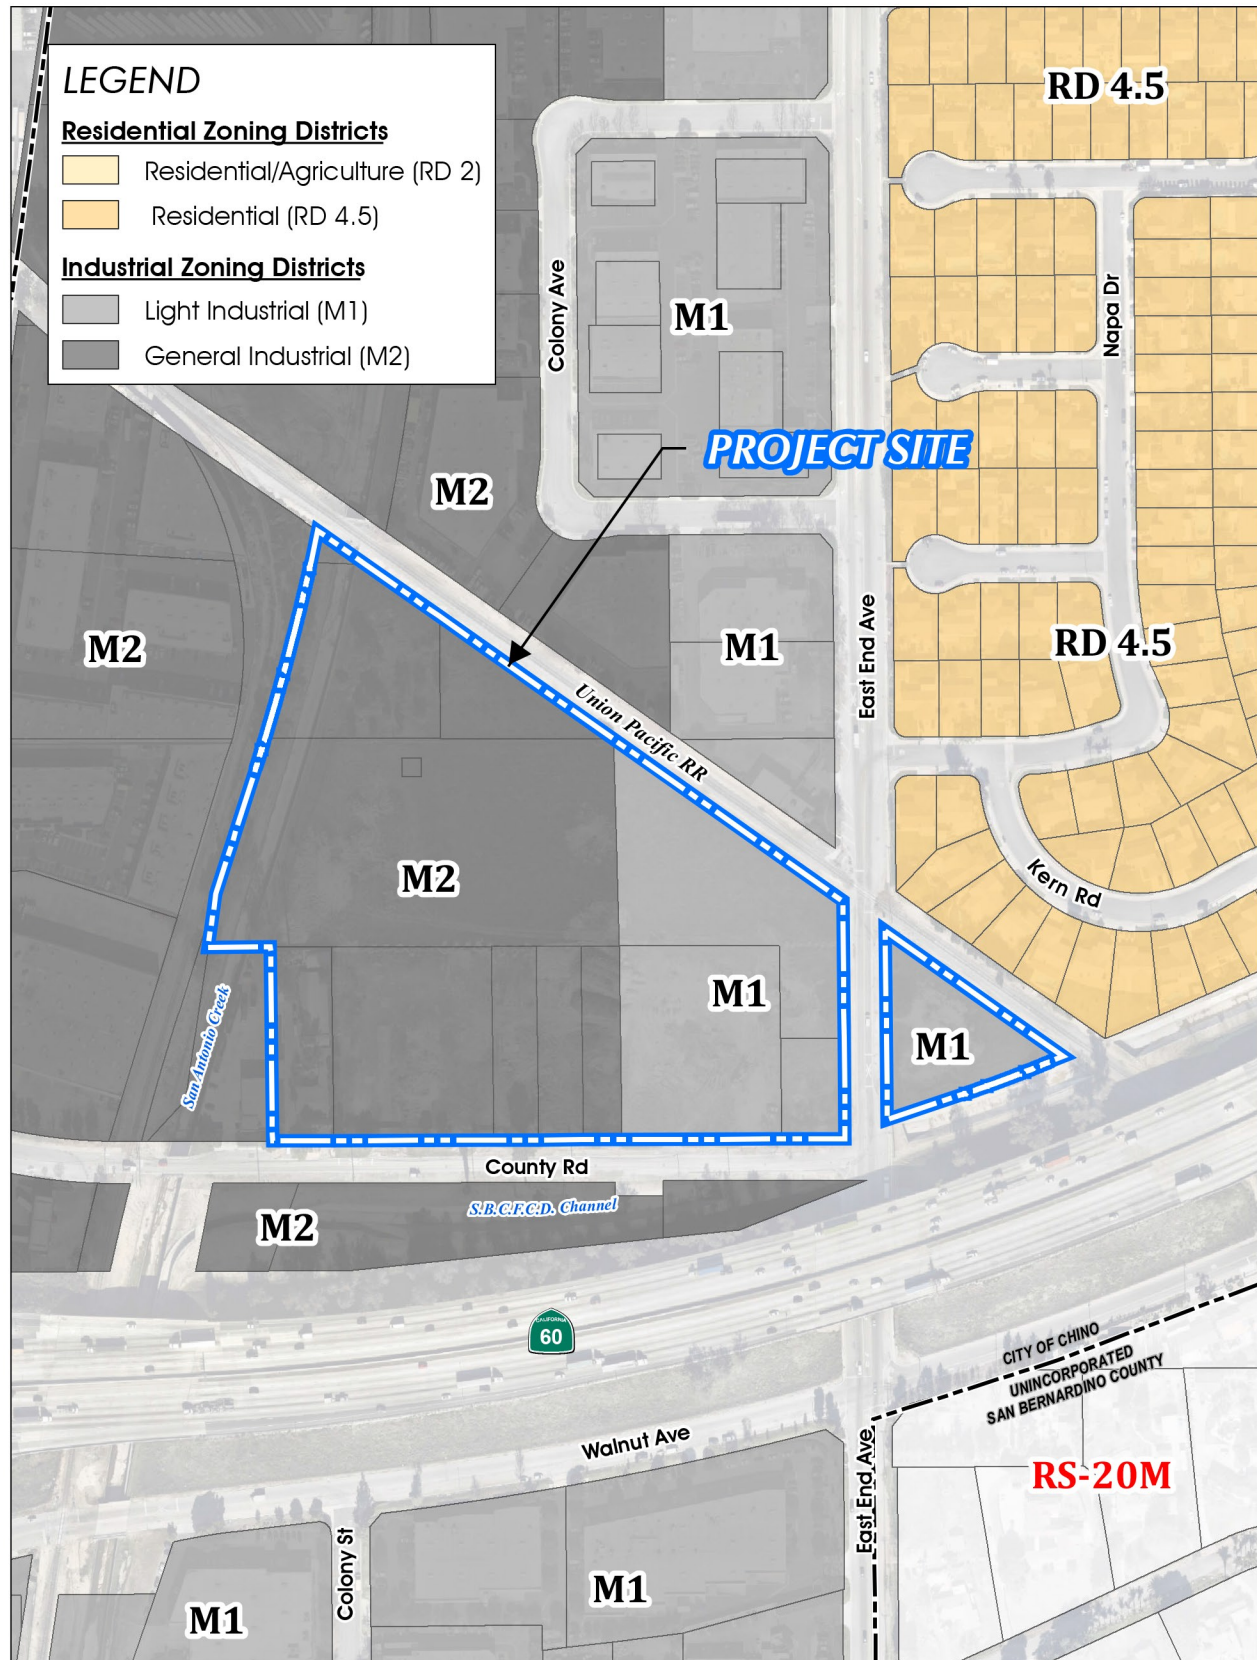 LEGEND
Residential Zoning Districts
Residential/Agriculture (RD 2)
Residential (RD 4.5)
Industrial Zoning Districts
Light Industrial (M1)
General Industrial (M2)
RD 4.5
Colony Ave
M1
Napa Dr
PROJECT SITE
M2
M2
M1
East End Ave
RD 4.5
Union Pacific RR
M2
Kern Rd
M1
M1
San Antonio Creek
County Rd
S.B.C.F.C.D. Channel
M2
CALIFORNIA
60
CITY OF CHINO
UNINCORPORATED
SAN BERNARDINO COUNTY
Walnut Ave
East End Ave
RS-20M
Colony St
M1
M1